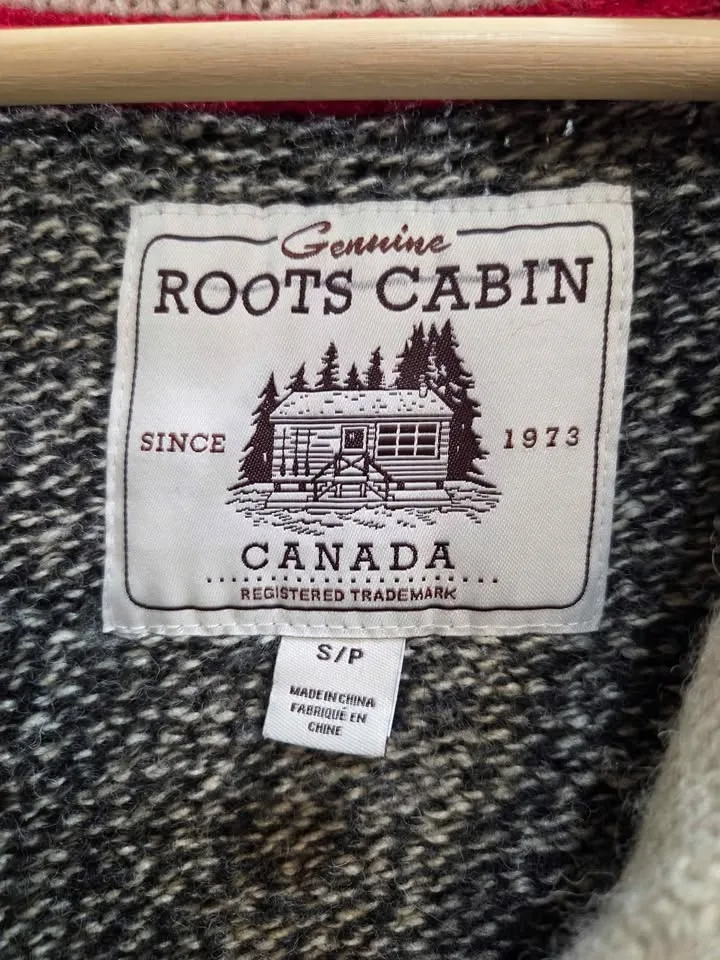 Genuine
ROOTS CABIN
SINCE 1973
CANADA
REGISTERED TRADEMARK
S/P
MADE IN CHINA
FABRIQUÉ EN
CHINE